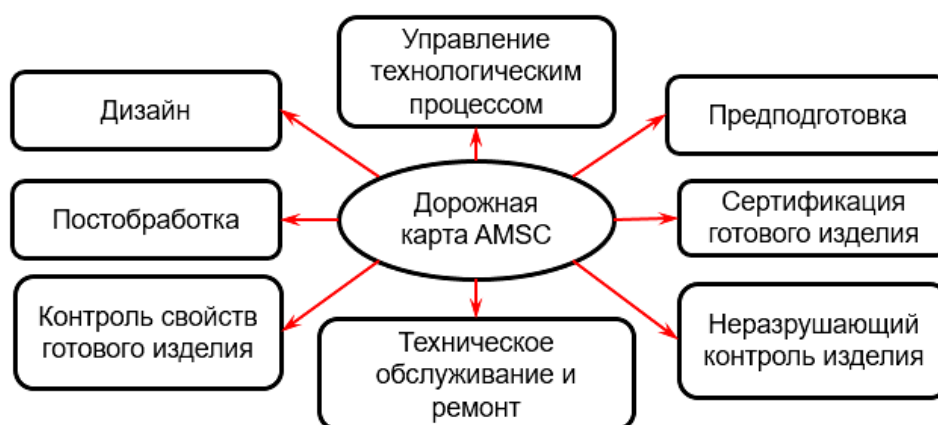 Управление
технологическим
процессом
Дизайн
Предподготовка
Дорожная
карта AMSC
Постобработка
Сертификация
готового изделия
Контроль свойств
готового изделия
Техническое
обслуживание и
ремонт
Неразрушающий
контроль изделия